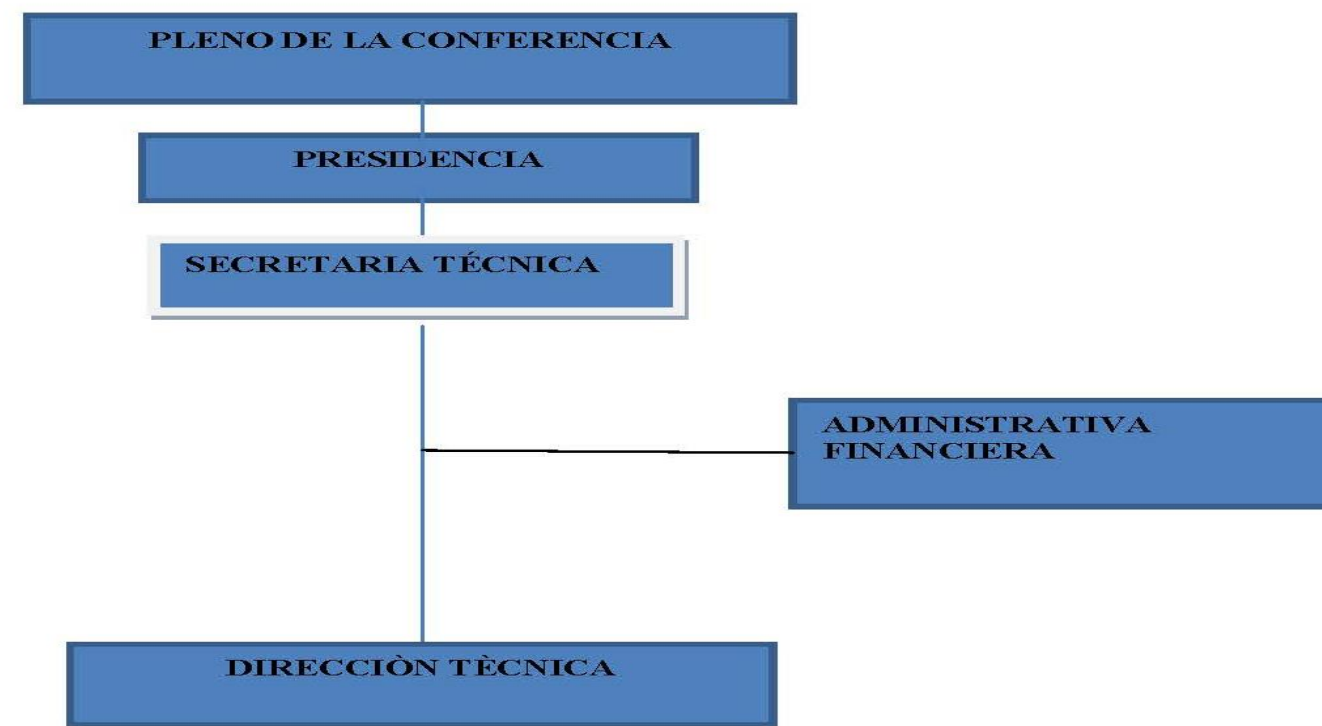 PLENO DE LA CONFERENCIA
PRESIDENCIA
SECRETARIA TÉCNICA
ADMINISTRATIVA
FINANCIERA
DIRECCIÒN TÈCNICA